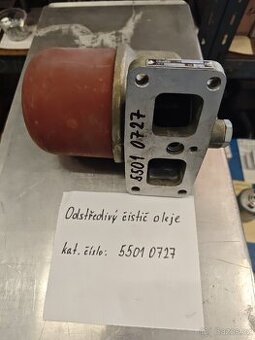 5501 0727
Odstředivý čistič oleje
kat. číslo: 5501 0727